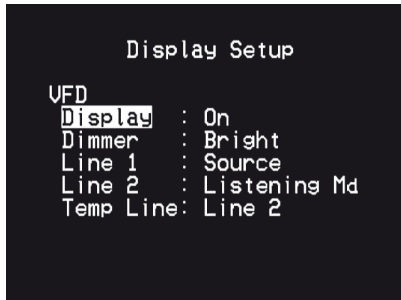 Display Setup
VFD
Display : On
Dimmer : Bright
Line 1 : Source
Line 2 : Listening Md
Temp Line: Line 2